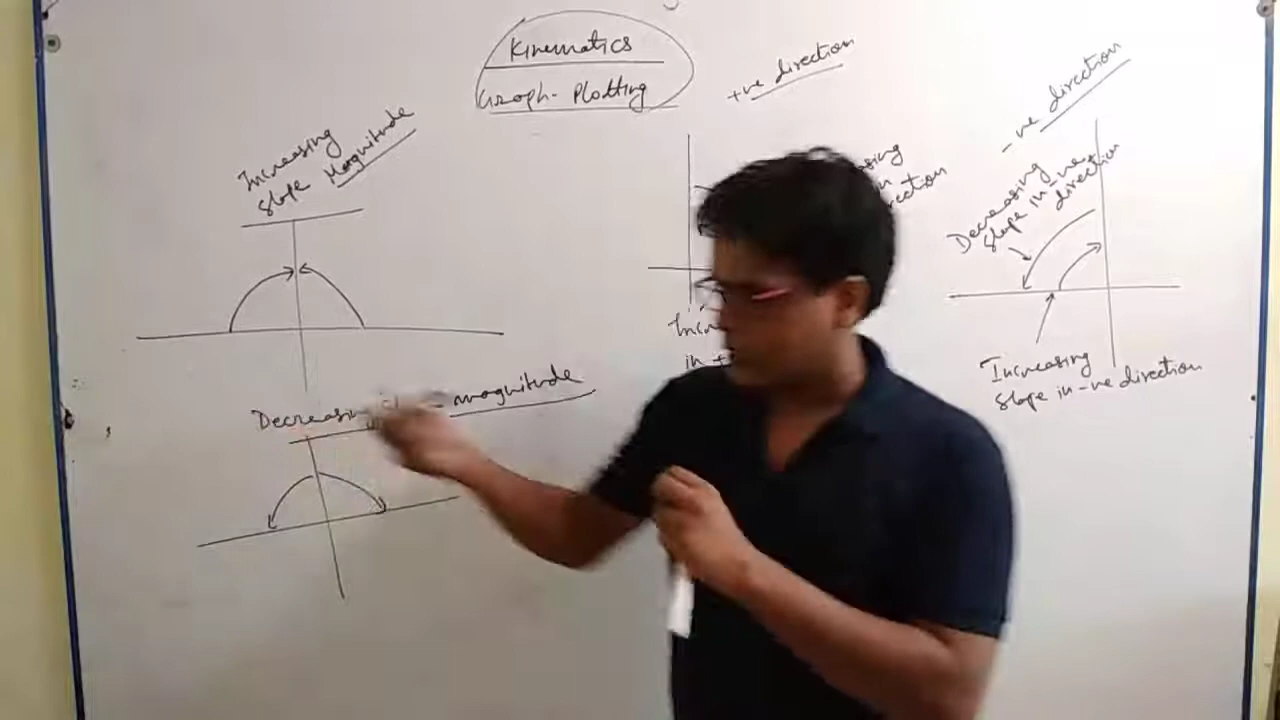 Kinematics
Graph- Plotting
Increasing
slope Magnitude
Decreasing
magnitude
+ve direction
in
-ve direction
Decreasing
slope in -ve
direction
Increasing
slope in -ve direction